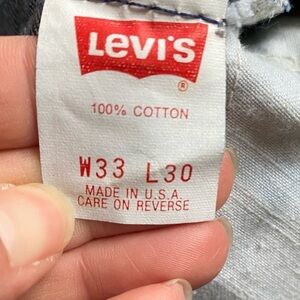 LEVI'S
®
100% COTTON
W33 L30
MADE IN U.S.A.
CARE ON REVERSE